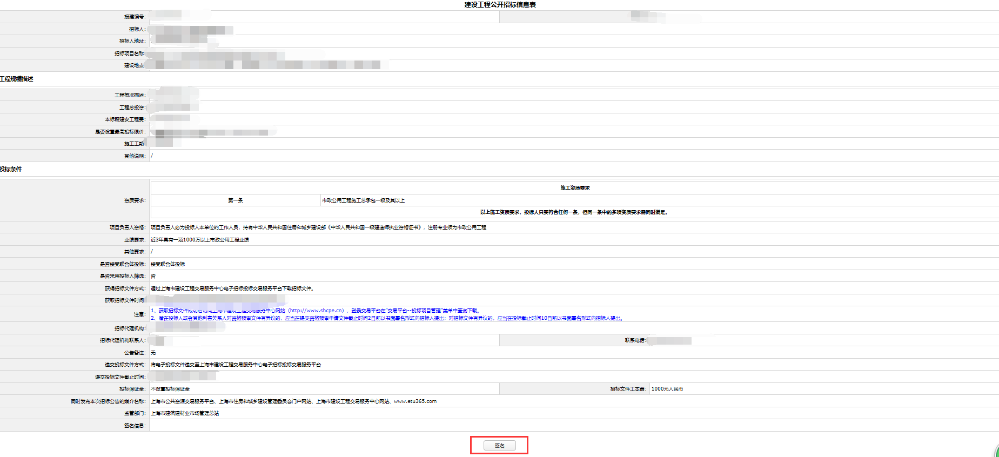 建设工程公开招标信息表
报建编号:
招标人:
招标人地址:
招标项目名称
建设地点
工程规模描述
工程概况描述:
工程总投资:
本标段建安工程费:
是否设置最高投标限价:
施工工期
其他说明: /
投标条件
施工资质要求
资质要求: 第一条 市政公用工程施工总承包一级及其以上
以上施工资质要求，投标人只要符合任何一条，但同一条中的多项资质要求需同时满足。
项目负责人资格: 项目负责人必为投标人本单位的工作人员，持有中华人民共和国住房和城乡建设部《中华人民共和国一级建造师执业资格证书》，注册专业须为市政公用工程
业绩要求: 近3年具有一项1000万以上市政公用工程业绩
其他要求: /
是否接受联合体投标: 接受联合体投标
是否采用投标人筛选: 否
获得招标文件方式: 通过上海市建设工程交易服务中心电子招标投标交易服务平台下载招标文件。
获取招标文件时间
注意: 1、获取招标文件成功后访问上海市建设工程交易服务中心网站（http://www.shcpe.cn），登录交易平台在"交易平台--投标项目管理"菜单中查询下载。
2、潜在投标人或者其他利害关系人对资格预审文件有异议的，应当在提交资格预审申请文件截止时间2日前以书面署名形式向招标人提出；对招标文件有异议的，应当在投标截止时间10日前以书面署名形式向招标人提出。
招标代理机构:
招标代理机构联系人: 联系电话:
公告备注: 无
递交投标文件方式: 将电子投标文件递交至上海市建设工程交易服务中心电子招标投标交易服务平台
递交投标文件截止时间:
投标保证金: 不设置投标保证金 招标文件工本费: 1000元人民币
同时发布本次招标公告的媒介名称: 上海市公共资源交易服务平台、上海市住房和城乡建设管理委员会门户网站、上海市建设工程交易服务中心网站、www.etu365.com
监管部门: 上海市建筑建材业市场管理总站
签名信息:
签名